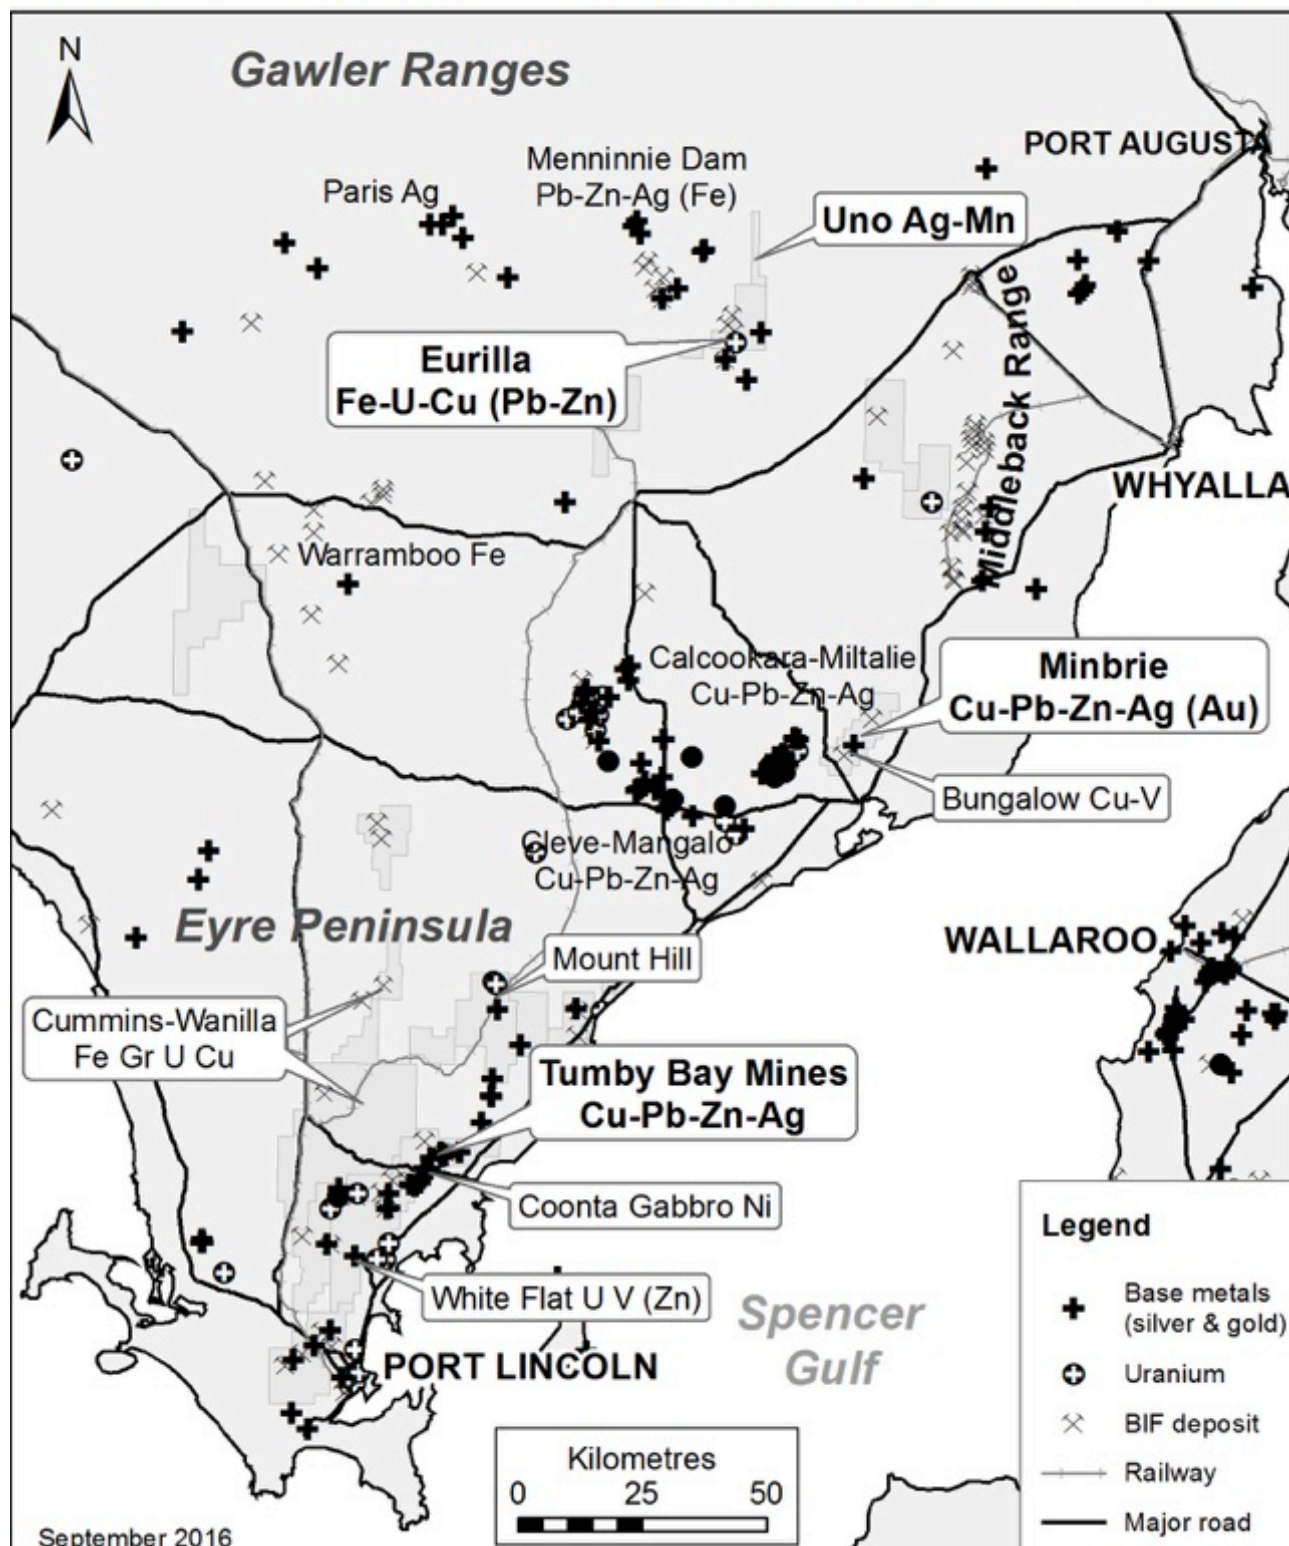 N
Gawler Ranges
PORT AUGUSTA
Menninnie Dam
Pb-Zn-Ag (Fe)
Paris Ag
Uno Ag-Mn
Eurilla
Fe-U-Cu (Pb-Zn)
Middleback Range
WHYALLA
Warramboo Fe
Calcookara-Miltalie
Cu-Pb-Zn-Ag
Minbrie
Cu-Pb-Zn-Ag (Au)
Bungalow Cu-V
Cleve-Mangalo
Cu-Pb-Zn-Ag
Eyre Peninsula
WALLAROO
Mount Hill
Cummins-Wanilla
Fe Gr U Cu
Tumby Bay Mines
Cu-Pb-Zn-Ag
Coonta Gabbro Ni
White Flat U V (Zn)
Spencer
Gulf
PORT LINCOLN
Legend
Base metals
(silver & gold)
Uranium
BIF deposit
Railway
Major road
Kilometres
0 25 50
September 2016